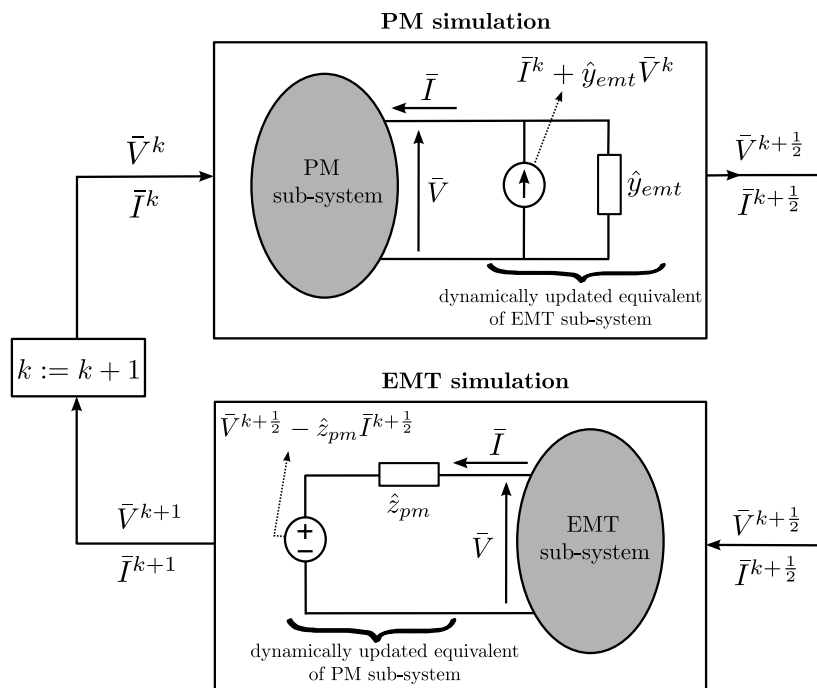 PM simulation
Ī^k + ŷ_emt V̄^k
Ī
V̄^k
Ī^k
PM
sub-system
V̄
ŷ_emt
V̄^{k+1/2}
Ī^{k+1/2}
dynamically updated equivalent
of EMT sub-system
k := k + 1
EMT simulation
V̄^{k+1/2} − ẑ_pm Ī^{k+1/2}
Ī
ẑ_pm
V̄
EMT
sub-system
V̄^{k+1}
Ī^{k+1}
V̄^{k+1/2}
Ī^{k+1/2}
dynamically updated equivalent
of PM sub-system